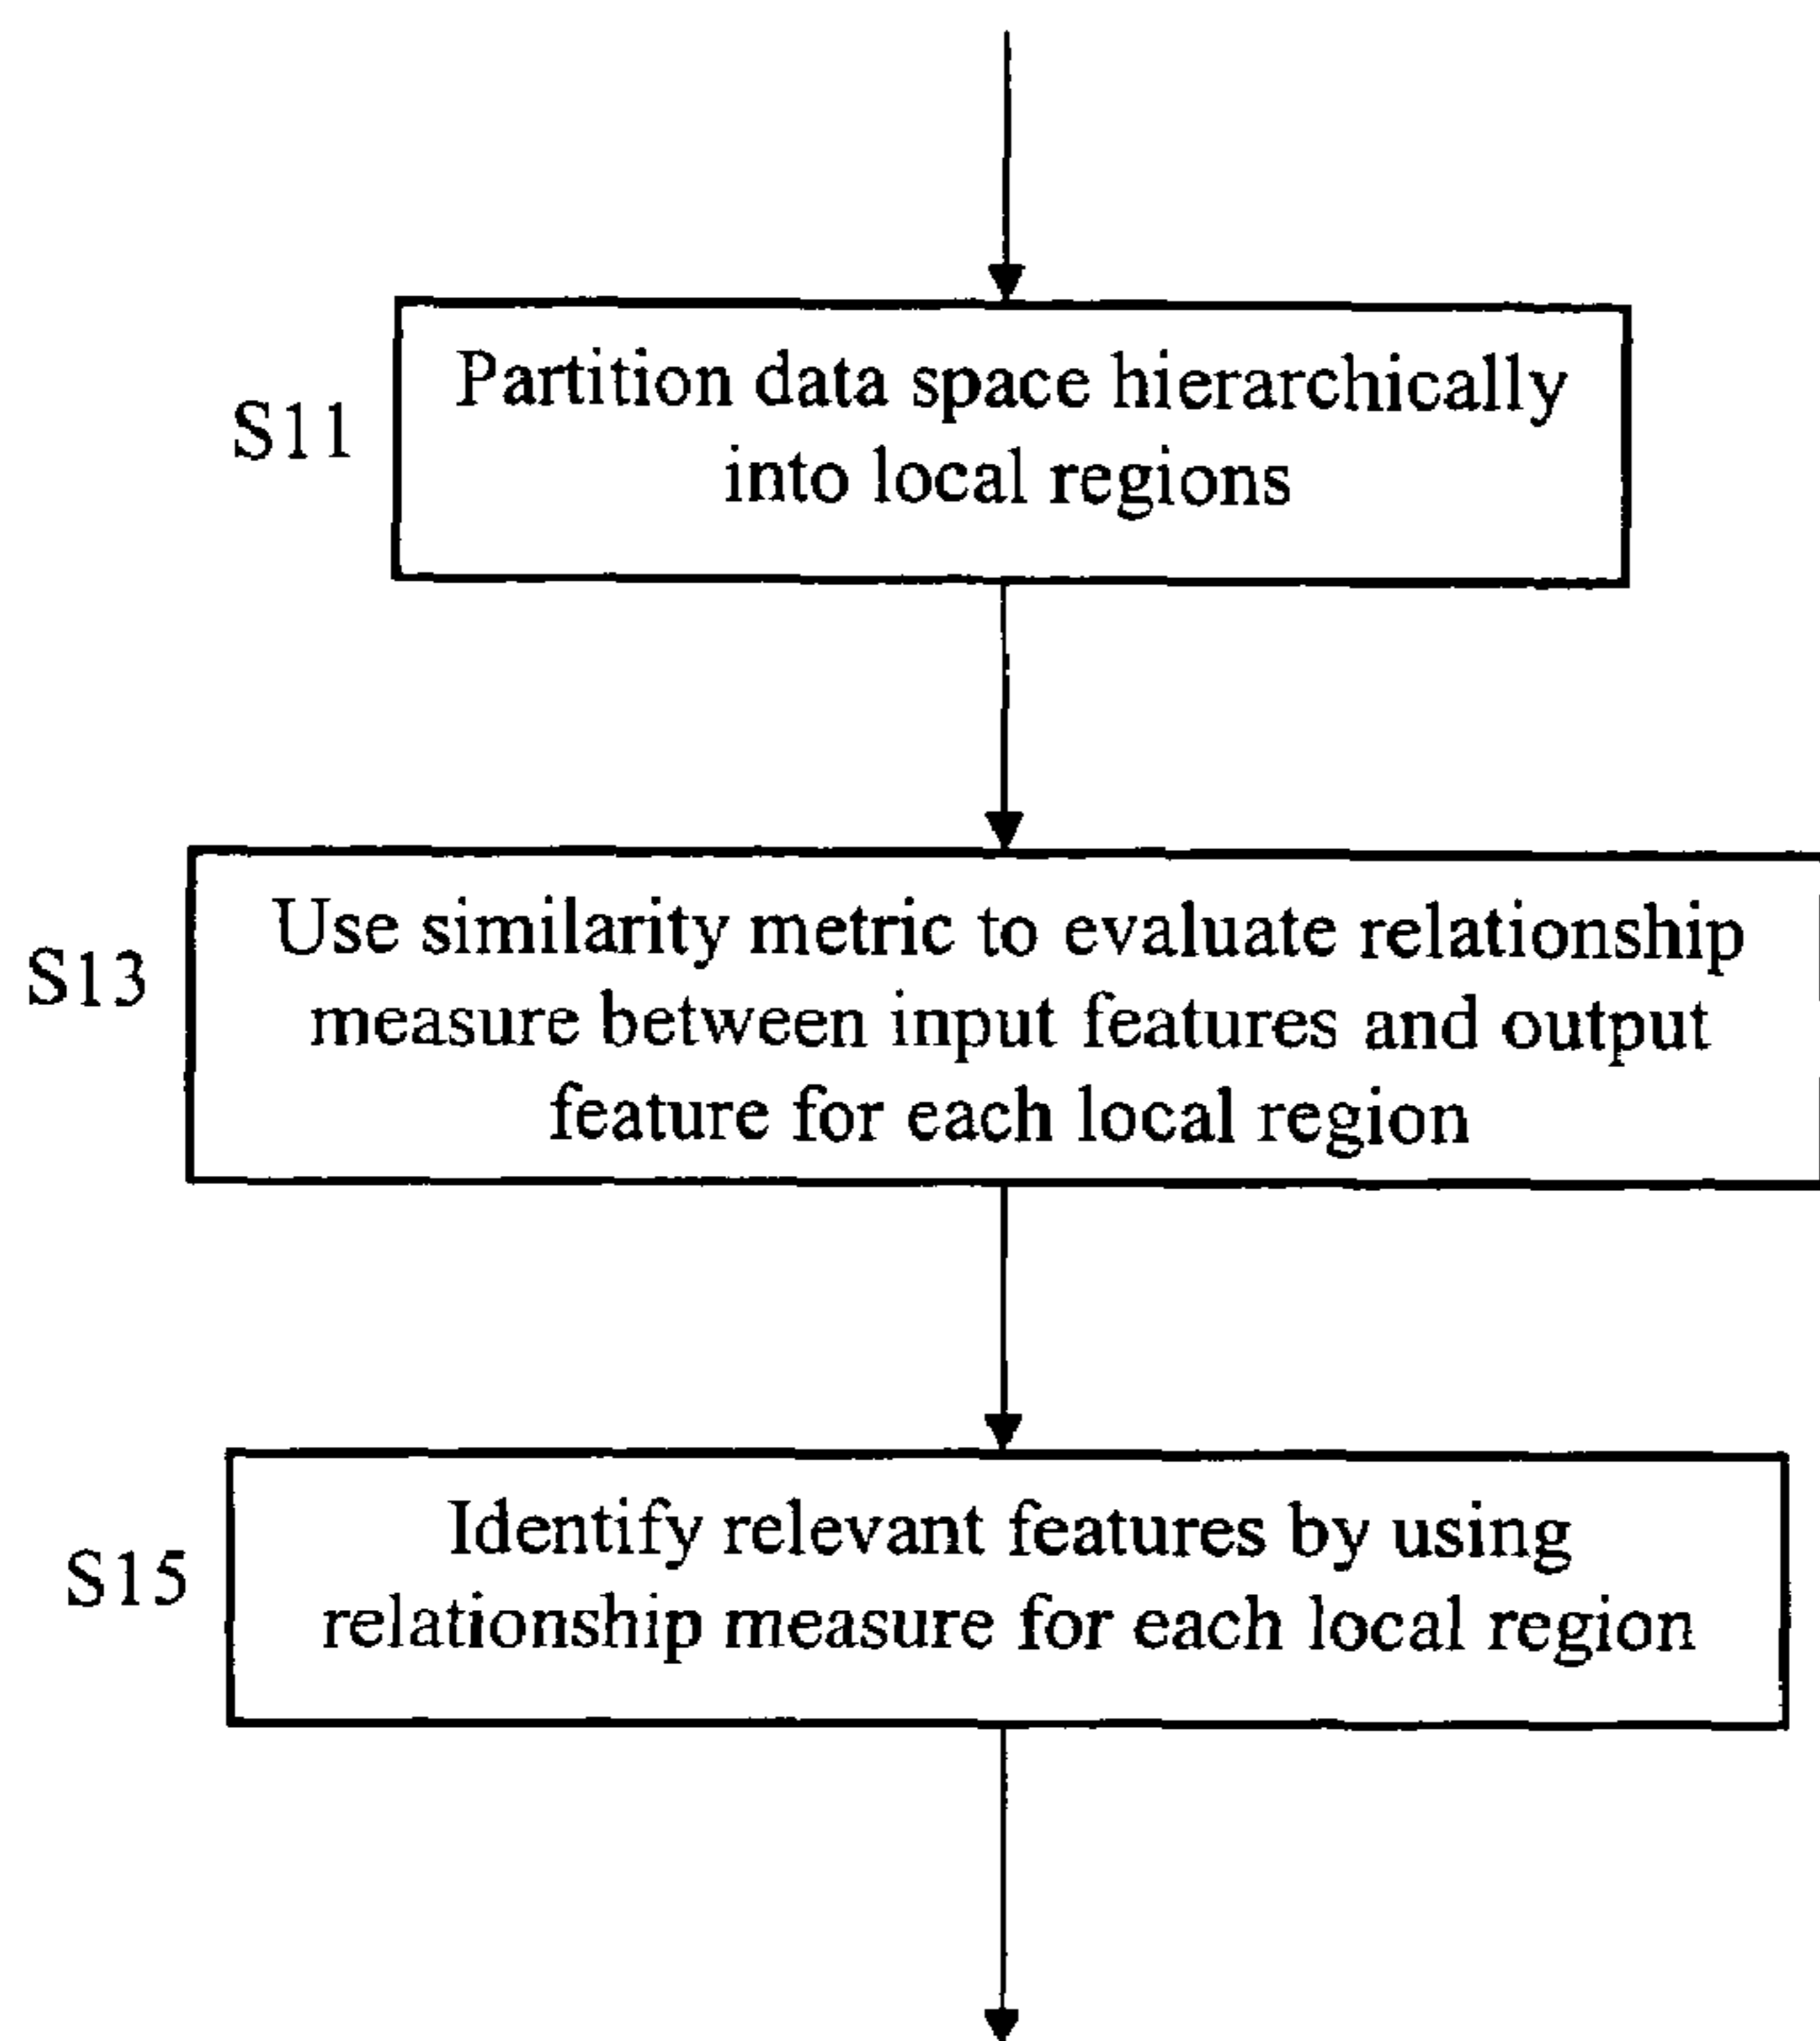 Partition data space hierarchically
S11
into local regions
Use similarity metric to evaluate relationship
S13
measure between input features and output
feature for each local region
Identify relevant features by using
S15
relationship measure for each local region